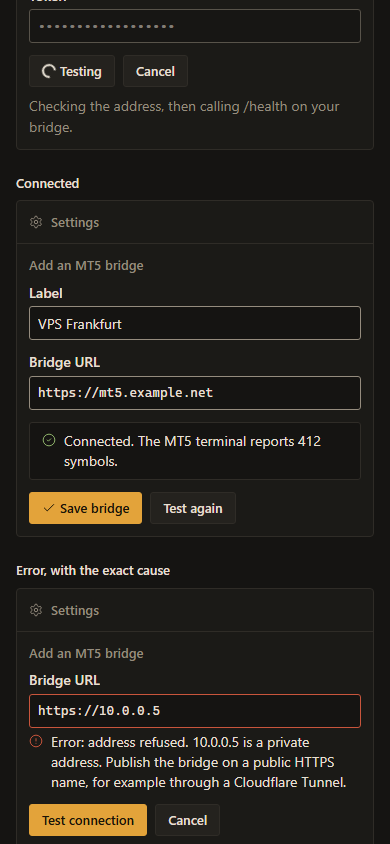 Token
••••••••••••••••••
Testing
Cancel
Checking the address, then calling /health on your
bridge.
Connected
Settings
Add an MT5 bridge
Label
VPS Frankfurt
Bridge URL
https://mt5.example.net
Connected. The MT5 terminal reports 412
symbols.
Save bridge
Test again
Error, with the exact cause
Settings
Add an MT5 bridge
Bridge URL
https://10.0.0.5
Error: address refused. 10.0.0.5 is a private
address. Publish the bridge on a public HTTPS
name, for example through a Cloudflare Tunnel.
Test connection
Cancel